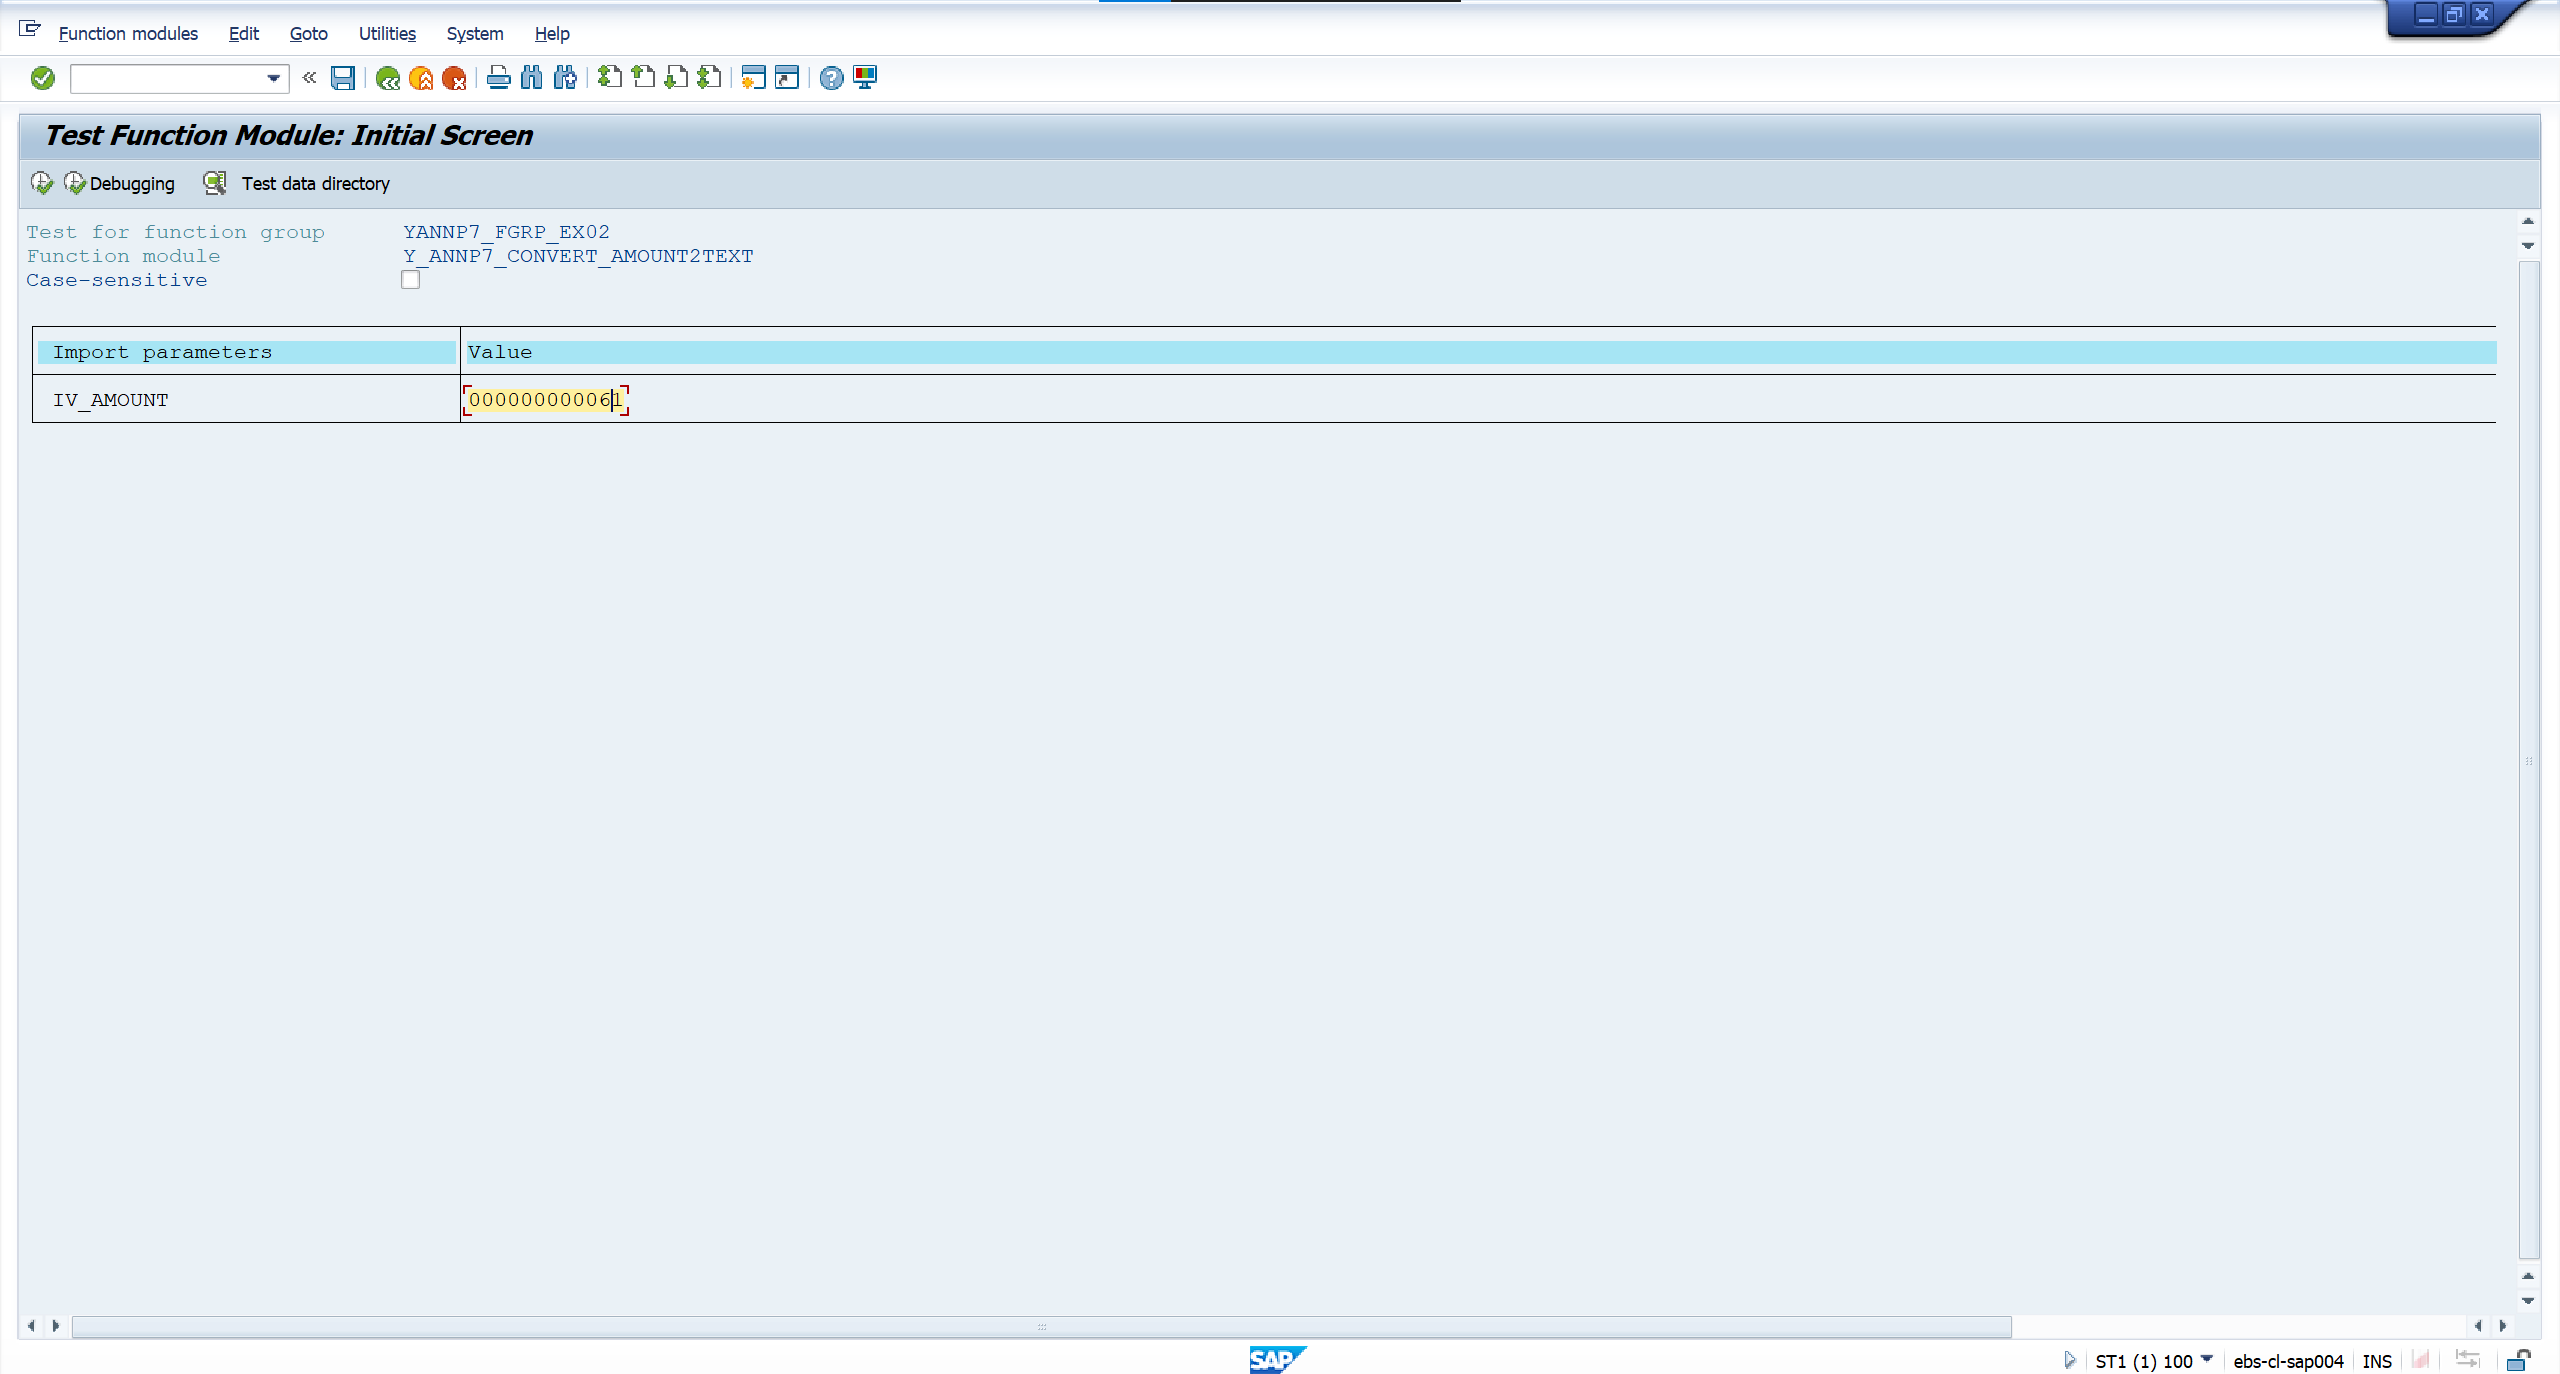 Function modules Edit Goto Utilities System Help
Test Function Module: Initial Screen
Debugging Test data directory
Test for function group YANNP7_FGRP_EX02
Function module Y_ANNP7_CONVERT_AMOUNT2TEXT
Case-sensitive
Import parameters Value
IV_AMOUNT 000000000061
SAP ST1 (1) 100 ebs-cl-sap004 INS